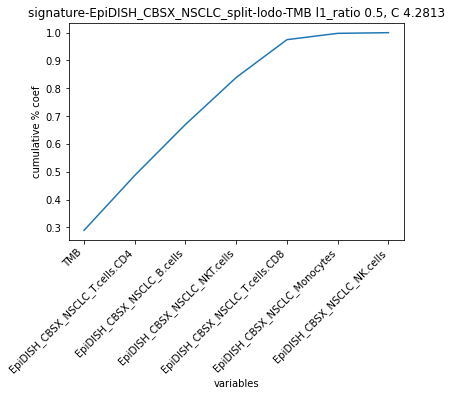 signature-EpiDISH_CBSX_NSCLC_split-lodo-TMB l1_ratio 0.5, C 4.2813
cumulative % coef
1.0
0.9
0.8
0.7
0.6
0.5
0.4
0.3
TMB
EpiDISH_CBSX_NSCLC_T.cells.CD4
EpiDISH_CBSX_NSCLC_B.cells
EpiDISH_CBSX_NSCLC_NKT.cells
EpiDISH_CBSX_NSCLC_T.cells.CD8
EpiDISH_CBSX_NSCLC_Monocytes
EpiDISH_CBSX_NSCLC_NK.cells
variables